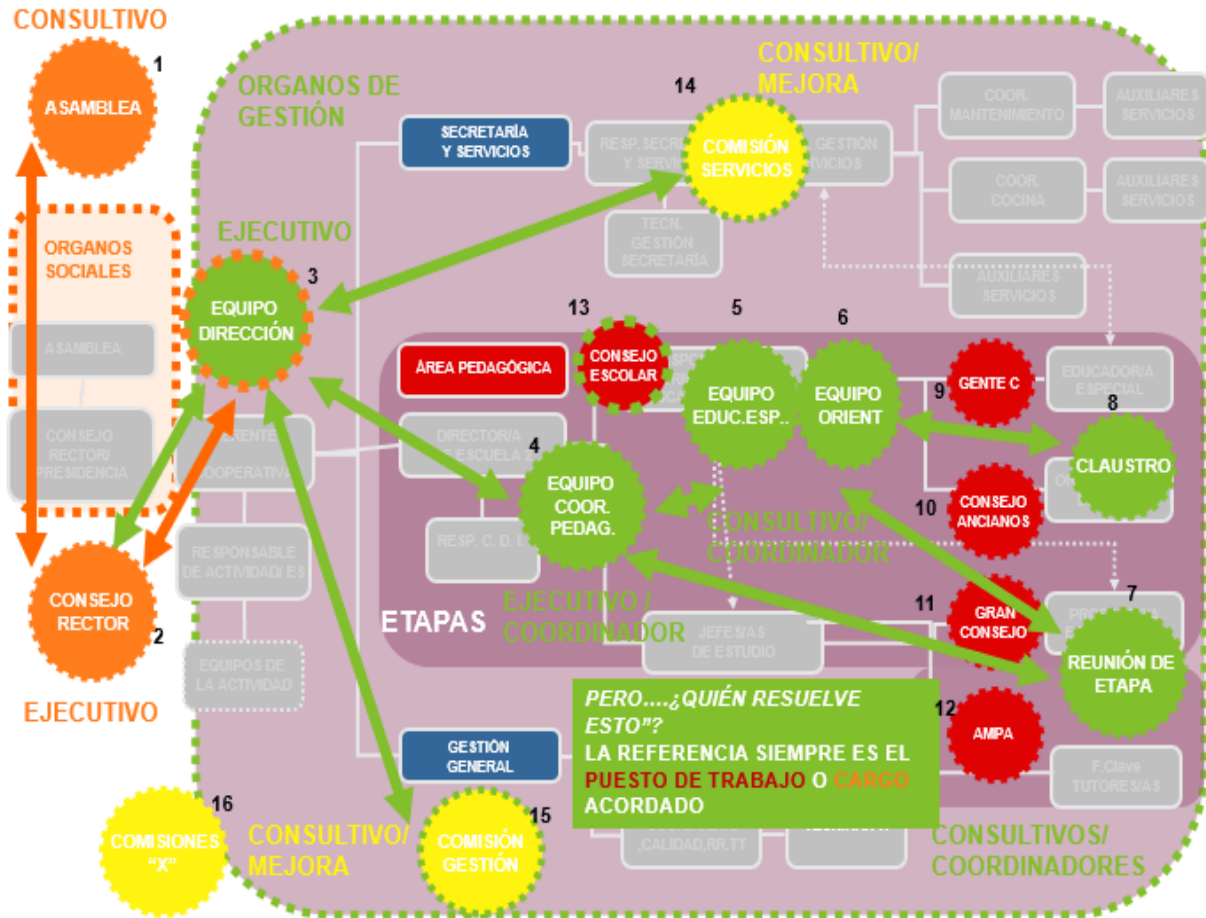 CONSULTIVO
1
ASAMBLEA
ORGANOS DE
GESTIÓN
CONSULTIVO/
MEJORA
14
COMISIÓN
SERVICIOS
SECRETARÍA
Y SERVICIOS
RESP. SECRE
Y SERVIC
GESTIÓN
COOR.
MANTENIMIENTO
AUXILIARES
SERVICIOS
COOR.
COCINA
AUXILIARES
SERVICIOS
TECN.
GESTIÓN
SECRETARÍA
AUXILIARES
SERVICIOS
ORGANOS
SOCIALES
EJECUTIVO
3
EQUIPO
DIRECCIÓN
ASAMBLEA
CONSEJO
RECTOR/
PRESIDENCIA
ÁREA PEDAGÓGICA
13
CONSEJO
ESCOLAR
5
EQUIPO
EDUC.ESP..
6
EQUIPO
ORIENT
9
GENTE C
EDUCADOR/A
ESPECIAL
8
CLAUSTRO
DIRECTOR/A
4
EQUIPO
COOR.
PEDAG.
RESP. C. D. L
10
CONSEJO
ANCIANOS
CONSULTIVO/
COORDINADOR
RESPONSABLE
DE ACTIVIDAD/ES
CONSEJO
RECTOR
2
EJECUTIVO
EQUIPOS DE
LA ACTIVIDAD
ETAPAS
EJECUTIVO /
COORDINADOR
JEFES/AS
DE ESTUDIO
11
GRAN
CONSEJO
7
REUNIÓN DE
ETAPA
12
AMPA
F.Clave
TUTORES/AS
PERO....¿QUIÉN RESUELVE
ESTO”?
LA REFERENCIA SIEMPRE ES EL
PUESTO DE TRABAJO O CARGO
ACORDADO
GESTIÓN
GENERAL
15
COMISIÓN
GESTIÓN
,CALIDAD,RR.TT
16
COMISIONES
“X”
CONSULTIVO/
MEJORA
CONSULTIVOS/
COORDINADORES